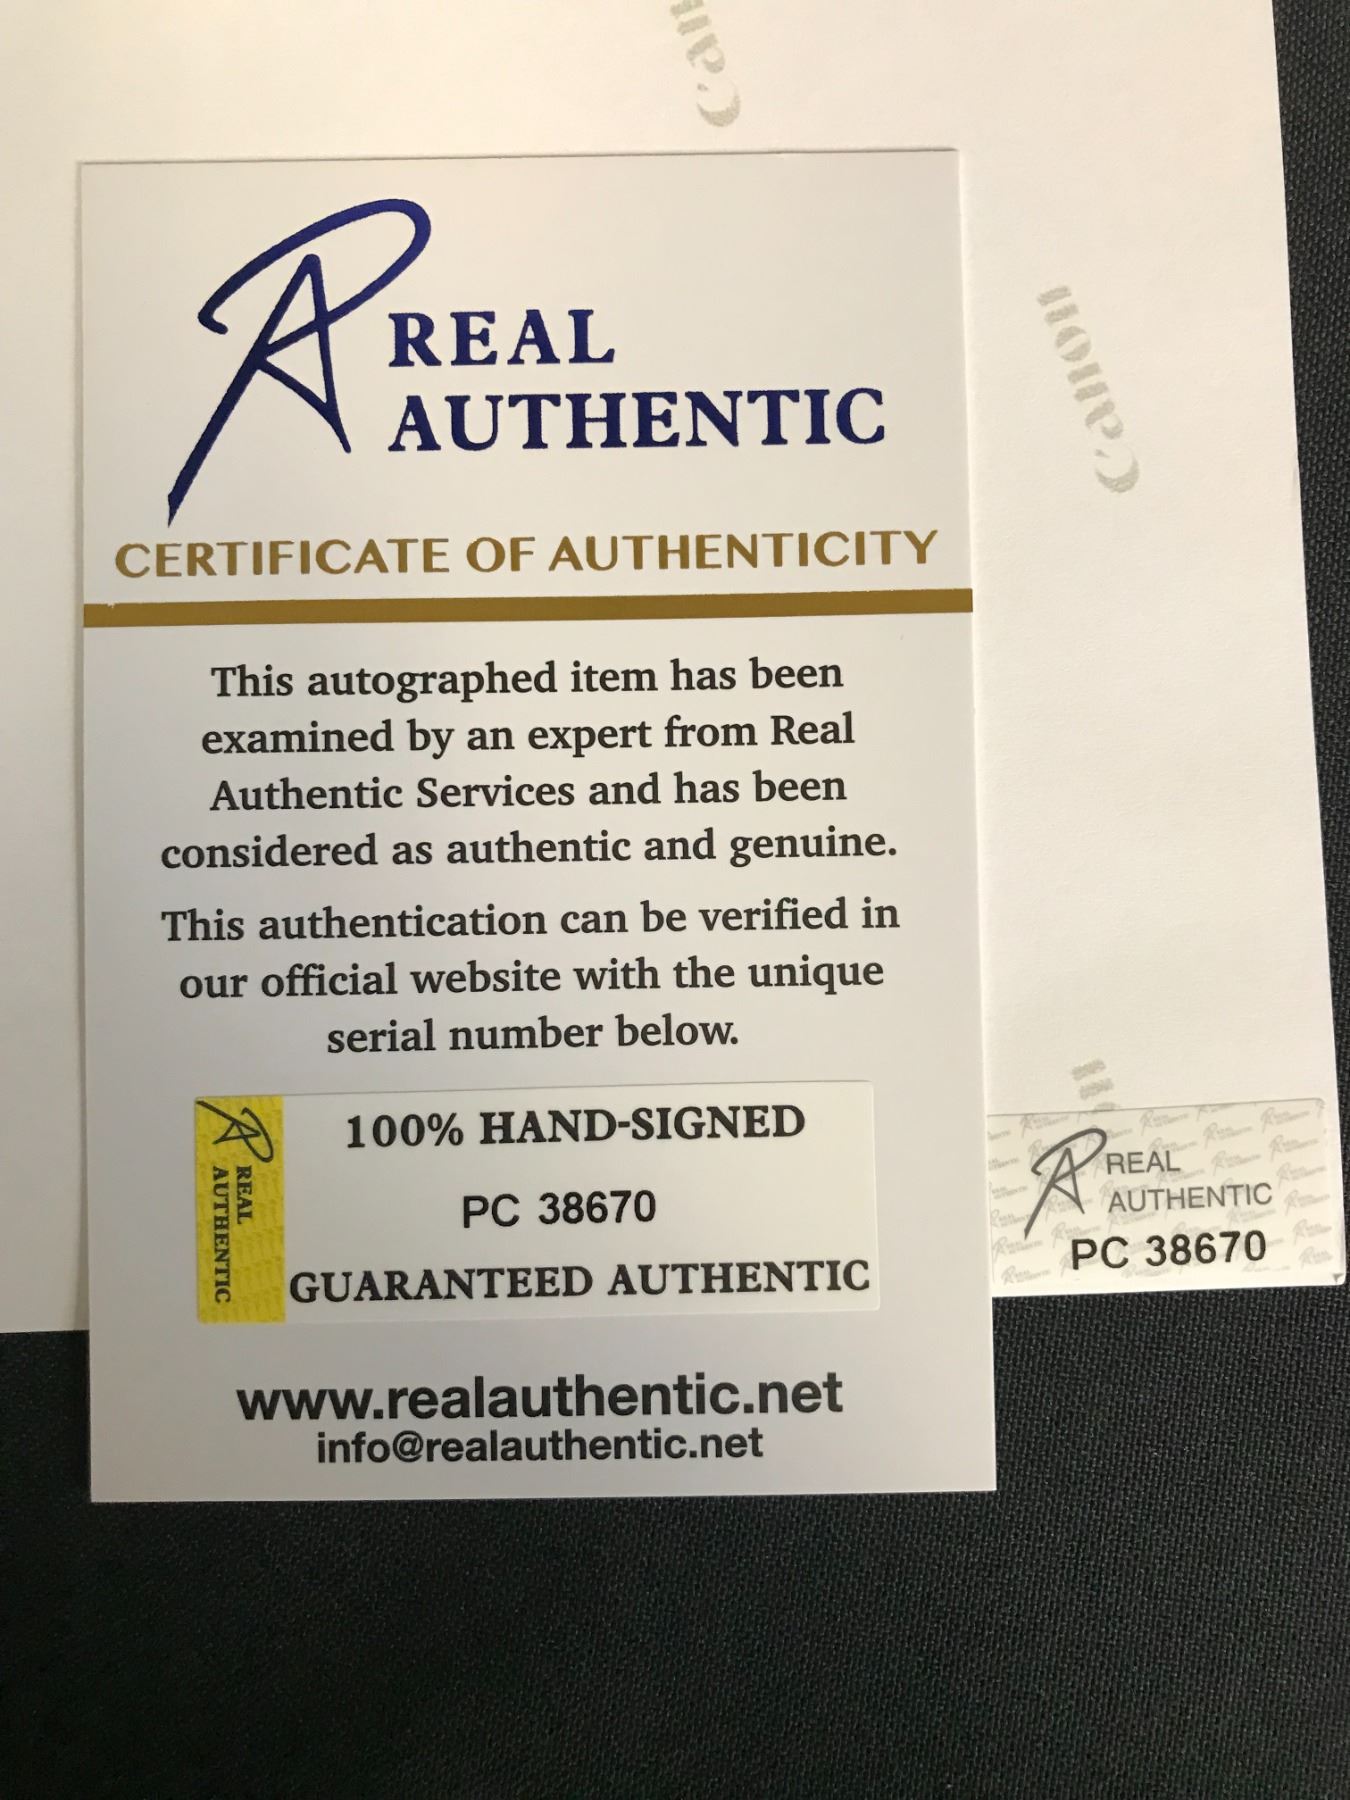 Canon
REAL
AUTHENTIC
CERTIFICATE OF AUTHENTICITY
This autographed item has been
examined by an expert from Real
Authentic Services and has been
considered as authentic and genuine.
This authentication can be verified in
our official website with the unique
serial number below.
REAL
AUTHENTIC
100% HAND-SIGNED
PC 38670
GUARANTEED AUTHENTIC
www.realauthentic.net
info@realauthentic.net
Canon
REAL
AUTHENTIC
PC 38670